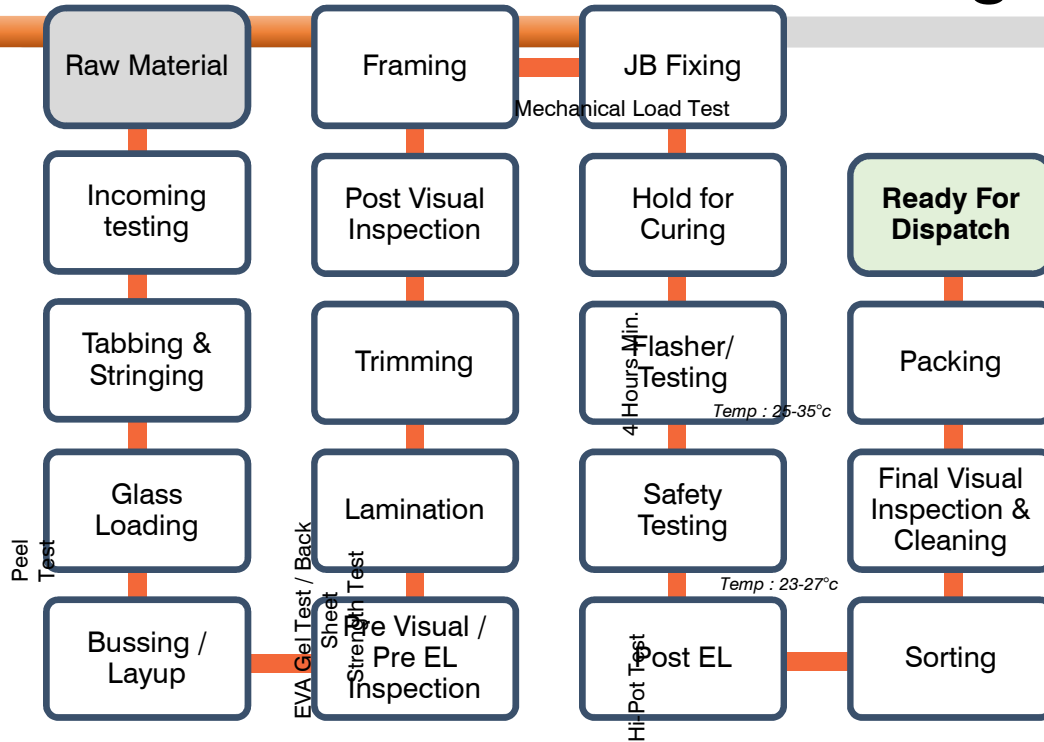 Raw Material
Incoming
testing
Tabbing &
Stringing
Glass
Loading
Peel
Test
Bussing /
Layup
Framing
Mechanical Load Test
Post Visual
Inspection
Trimming
Lamination
EVA Gel Test / Back
Sheet
Strength Test
Pre Visual /
Pre EL
Inspection
JB Fixing
Hold for
Curing
4 Hours Min.
Flasher/
Testing
Temp : 25-35°c
Safety
Testing
Temp : 23-27°c
Hi-Pot Test
Post EL
Ready For
Dispatch
Packing
Final Visual
Inspection &
Cleaning
Sorting